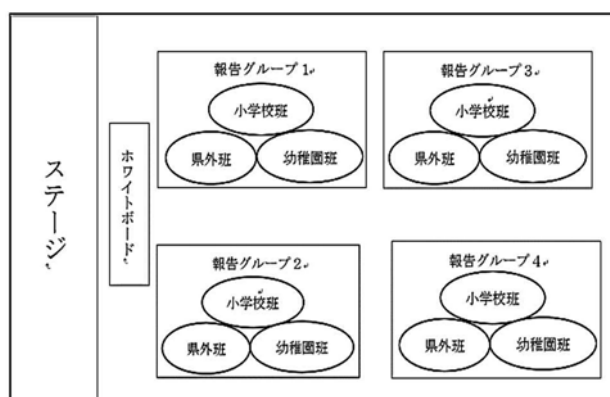 ステージ
ホワイトボード
報告グループ1
小学校班
県外班
幼稚園班
報告グループ2
小学校班
県外班
幼稚園班
報告グループ3
小学校班
県外班
幼稚園班
報告グループ4
小学校班
県外班
幼稚園班